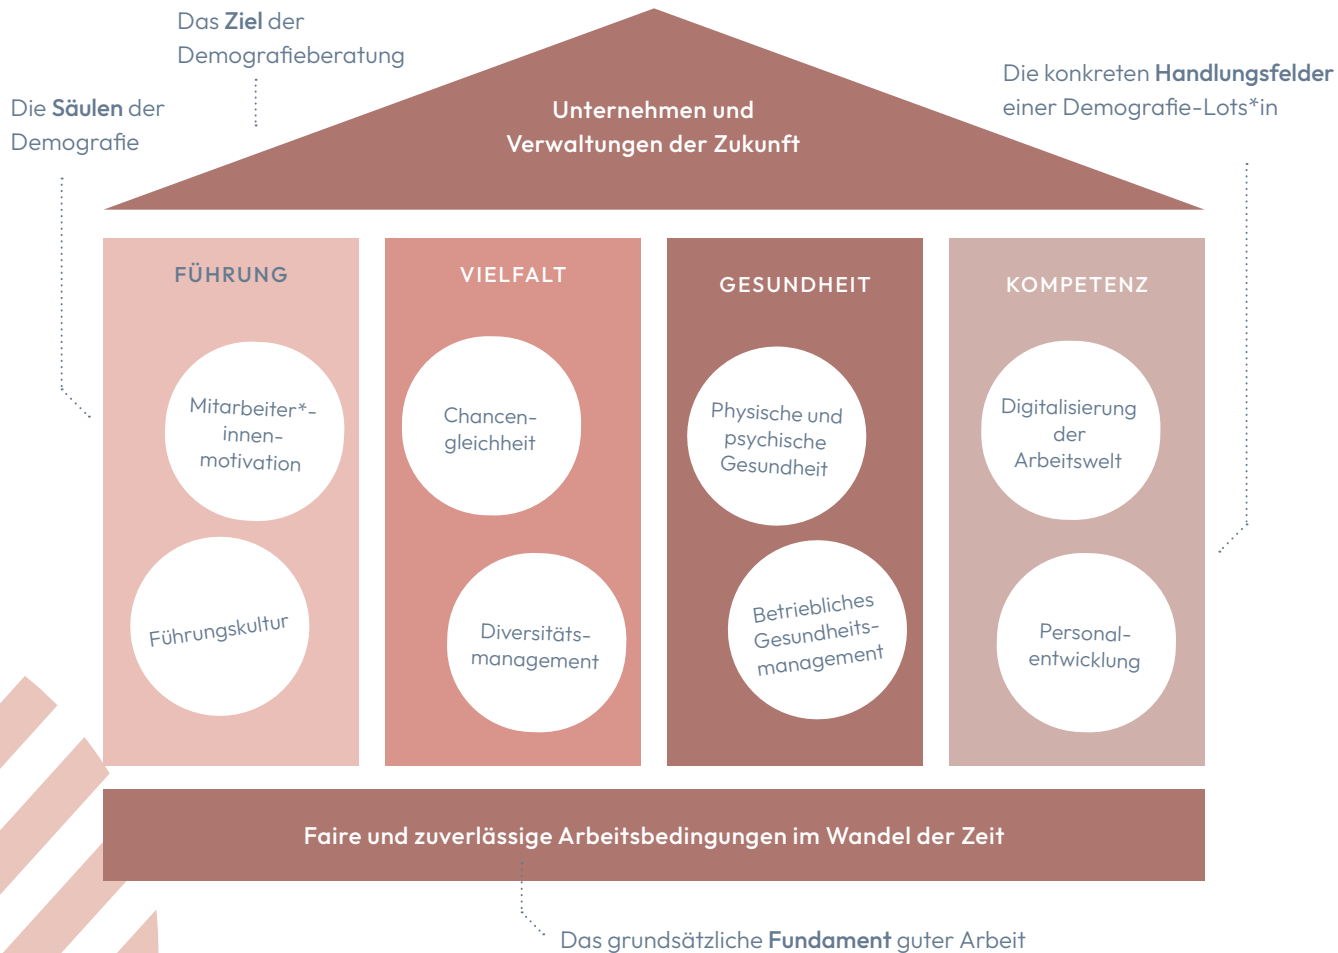 Das Ziel der
Demografieberatung
Die Säulen der
Demografie
Die konkreten Handlungsfelder
einer Demografie-Lots*in
Unternehmen und
Verwaltungen der Zukunft
FÜHRUNG
Mitarbeiter*-
innen-
motivation
Führungskultur
VIELFALT
Chancen-
gleichheit
Diversitäts-
management
GESUNDHEIT
Physische und
psychische
Gesundheit
Betriebliches
Gesundheits-
management
KOMPETENZ
Digitalisierung
der
Arbeitswelt
Personal-
entwicklung
Faire und zuverlässige Arbeitsbedingungen im Wandel der Zeit
Das grundsätzliche Fundament guter Arbeit